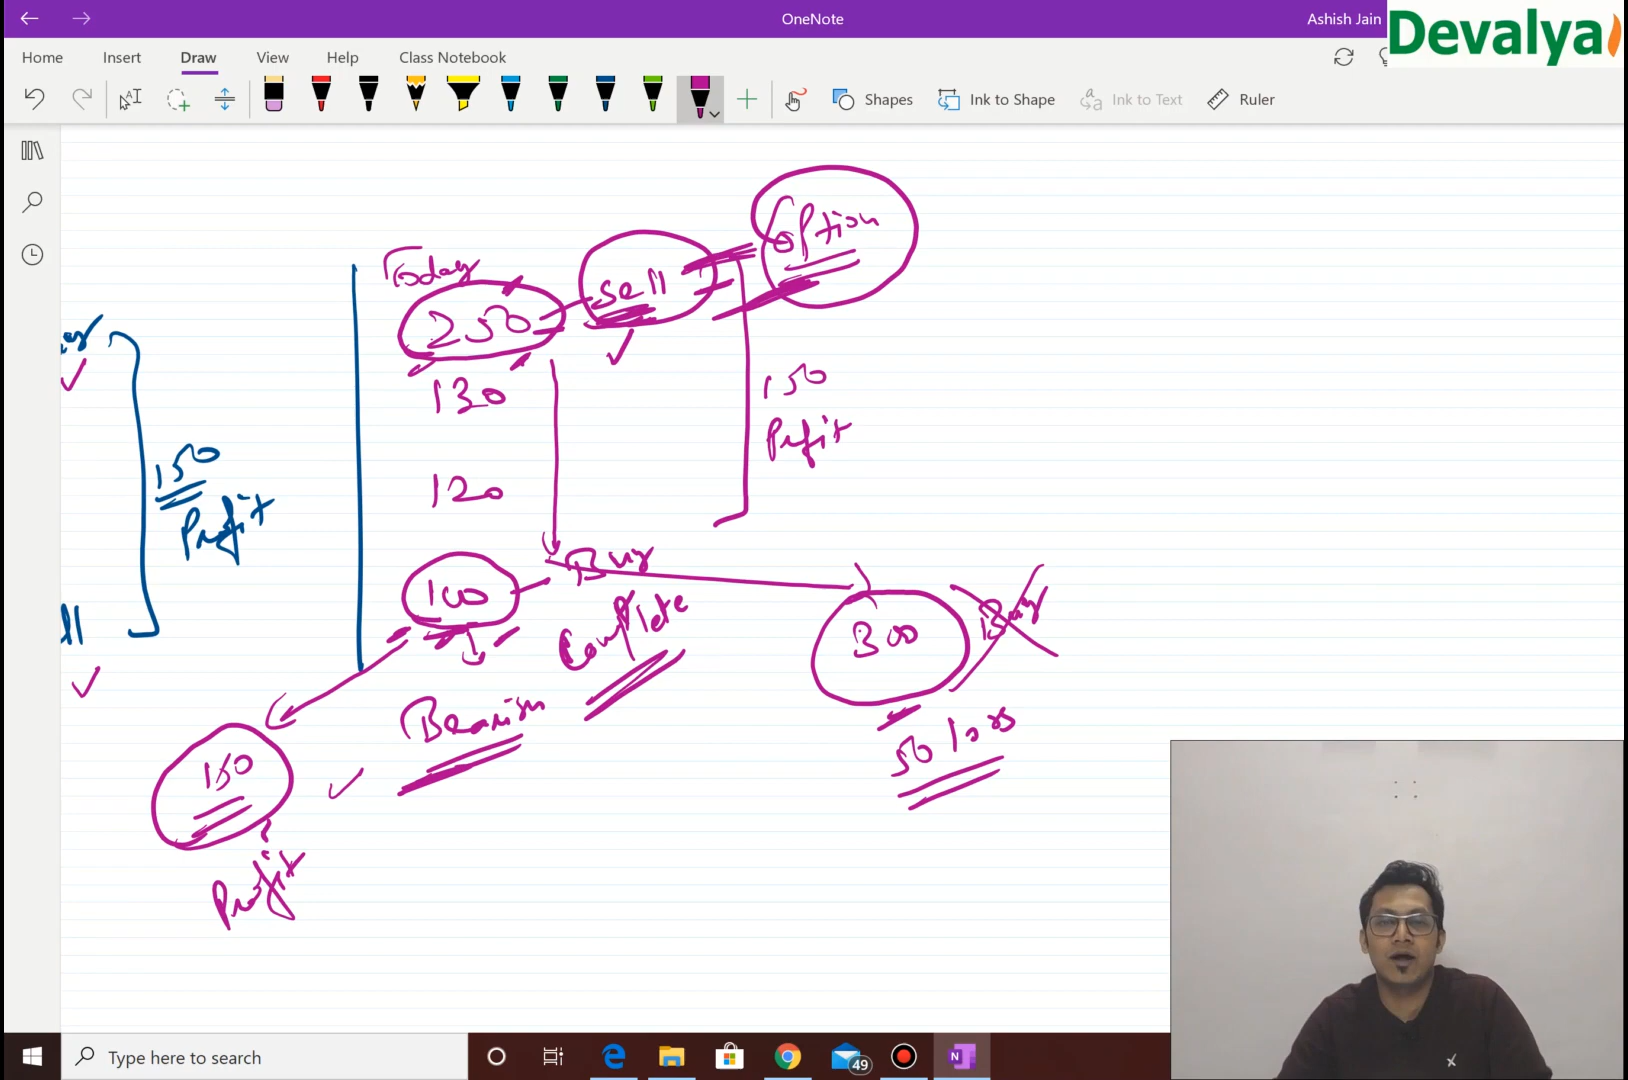 OneNote
Ashish Jain
Devalya
Home Insert Draw View Help Class Notebook
Shapes Ink to Shape Ink to Text Ruler
Today
250 Sell Option
130
120
100 Buy
Complete
Bearish
150
Profit
150
Profit
ll
150
Profit
300 Buy
50 loss
Type here to search
49
N